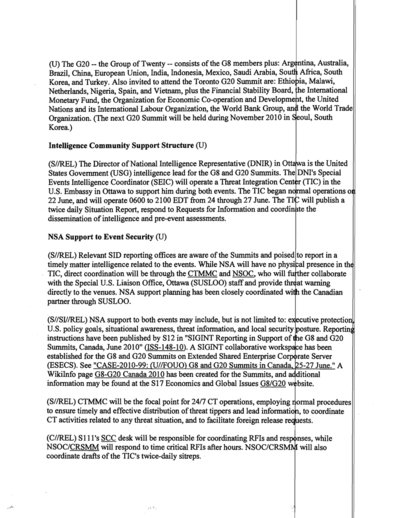 (U) The G20 -- the Group of Twenty -- consists of the G8 members plus: Argentina, Australia,
Brazil, China, European Union, India, Indonesia, Mexico, Saudi Arabia, South Africa, South
Korea, and Turkey. Also invited to attend the Toronto G20 Summit are: Ethiopia, Malawi,
Netherlands, Nigeria, Spain, and Vietnam, plus the Financial Stability Board, the International
Monetary Fund, the Organization for Economic Co-operation and Development, the United
Nations and its International Labour Organization, the World Bank Group, and the World Trade
Organization. (The next G20 Summit will be held during November 2010 in Seoul, South
Korea.)
Intelligence Community Support Structure (U)
(S//REL) The Director of National Intelligence Representative (DNIR) in Ottawa is the United
States Government (USG) intelligence lead for the G8 and G20 Summits. The DNI's Special
Events Intelligence Coordinator (SEIC) will operate a Threat Integration Center (TIC) in the
U.S. Embassy in Ottawa to support him during both events. The TIC began normal operations on
22 June, and will operate 0600 to 2100 EDT from 24 through 27 June. The TIC will publish a
twice daily Situation Report, respond to Requests for Information and coordinate the
dissemination of intelligence and pre-event assessments.
NSA Support to Event Security (U)
(S//REL) Relevant SID reporting offices are aware of the Summits and poised to report in a
timely matter intelligence related to the events. While NSA will have no physical presence in the
TIC, direct coordination will be through the CTMMC and NSOC, who will further collaborate
with the Special U.S. Liaison Office, Ottawa (SUSLOO) staff and provide threat warning
directly to the venues. NSA support planning has been closely coordinated with the Canadian
partner through SUSLOO.
(S//SI//REL) NSA support to both events may include, but is not limited to: executive protection,
U.S. policy goals, situational awareness, threat information, and local security posture. Reporting
instructions have been published by S12 in "SIGINT Reporting in Support of the G8 and G20
Summits, Canada, June 2010" (ISS-148-10). A SIGINT collaborative workspace has been
established for the G8 and G20 Summits on Extended Shared Enterprise Corporate Server
(ESECS). See "CASE-2010-99: (U//FOUO) G8 and G20 Summits in Canada, 25-27 June." A
WikiInfo page G8-G20 Canada 2010 has been created for the Summits, and additional
information may be found at the S17 Economics and Global Issues G8/G20 website.
(S//REL) CTMMC will be the focal point for 24/7 CT operations, employing normal procedures
to ensure timely and effective distribution of threat tippers and lead information, to coordinate
CT activities related to any threat situation, and to facilitate foreign release requests.
(C//REL) S111's SCC desk will be responsible for coordinating RFIs and responses, while
NSOC/CRSMM will respond to time critical RFIs after hours. NSOC/CRSMM will also
coordinate drafts of the TIC's twice-daily sitreps.